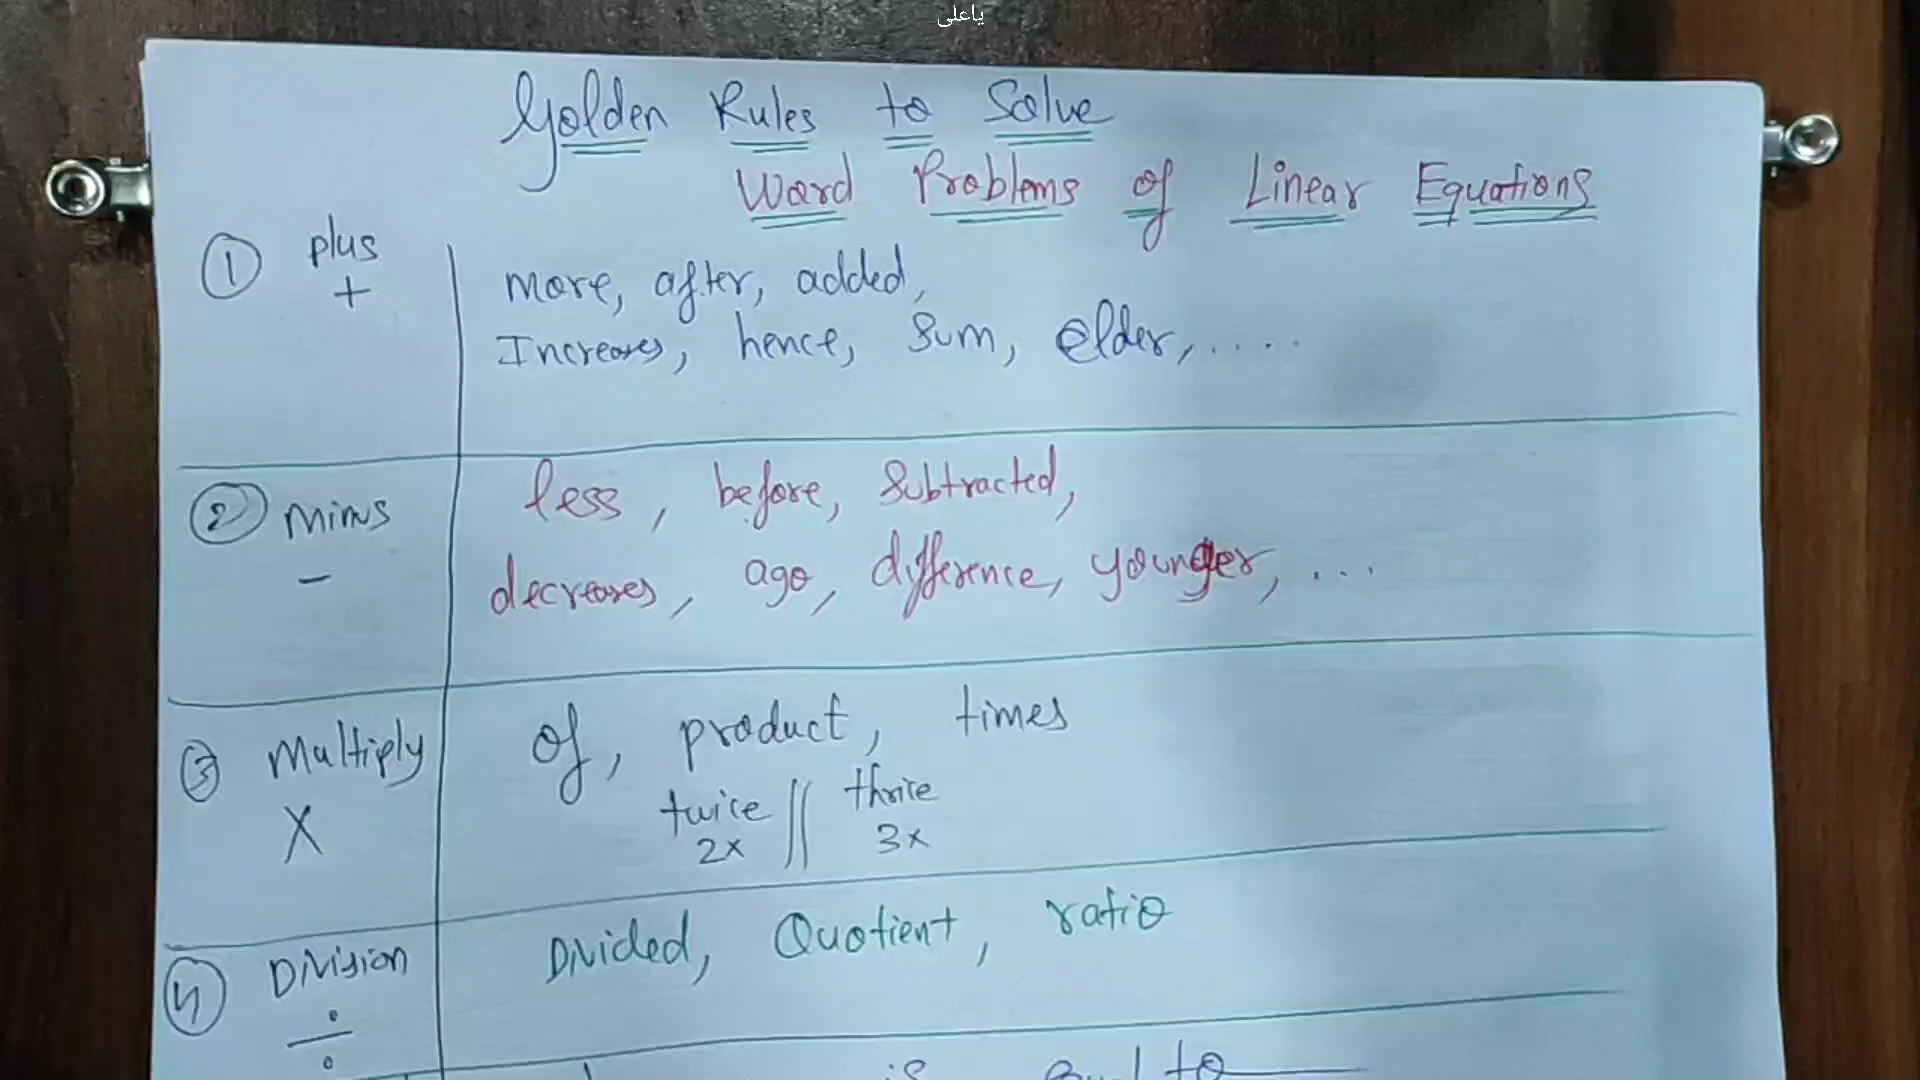 ياعلى
Golden Rules to Solve
Word Problems of Linear Equations
① plus
+
more, after, added,
Increases, hence, Sum, elder,.....
② minus
−
less, before, Subtracted,
decreases, ago, difference, younger, ...
③ Multiply
X
of, product, times
twice || thrice
2x 3x
④ Division
÷
Divided, Quotient, ratio
is